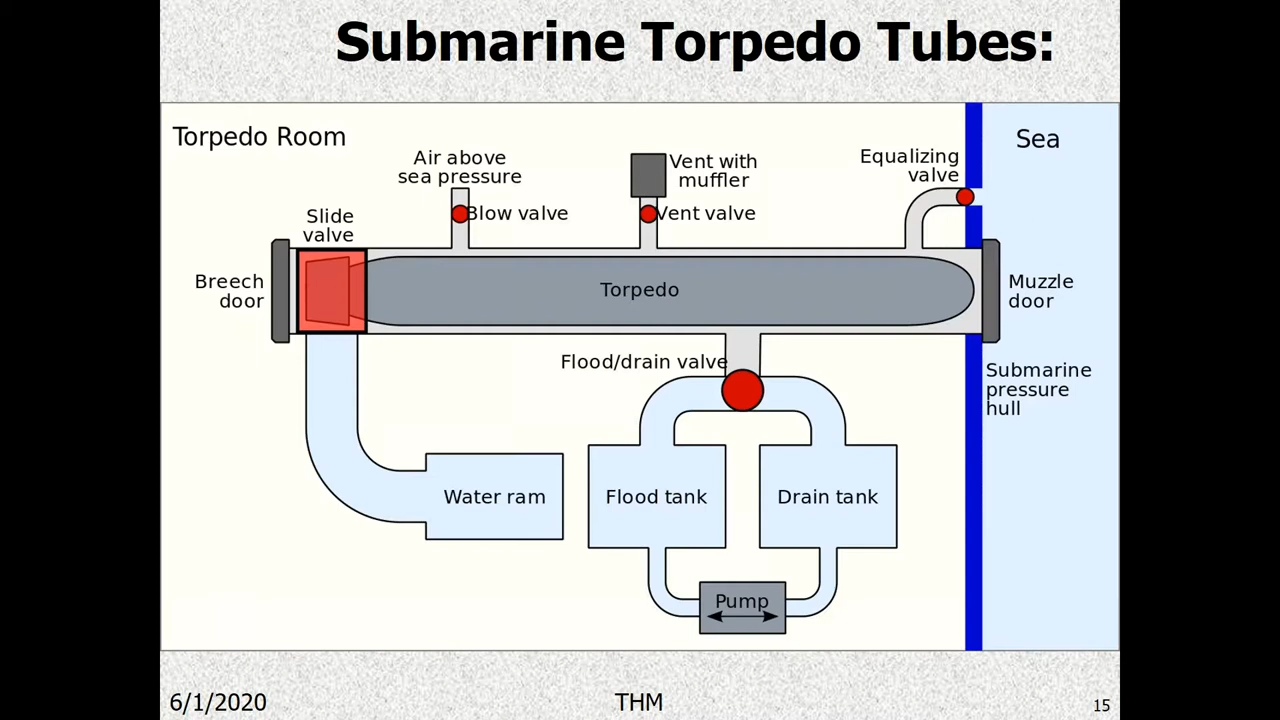 Submarine Torpedo Tubes:
Torpedo Room
Sea
Air above
sea pressure
Vent with
muffler
Equalizing
valve
Blow valve
Vent valve
Slide
valve
Breech
door
Torpedo
Muzzle
door
Flood/drain valve
Submarine
pressure
hull
Water ram
Flood tank
Drain tank
Pump
6/1/2020
THM
15